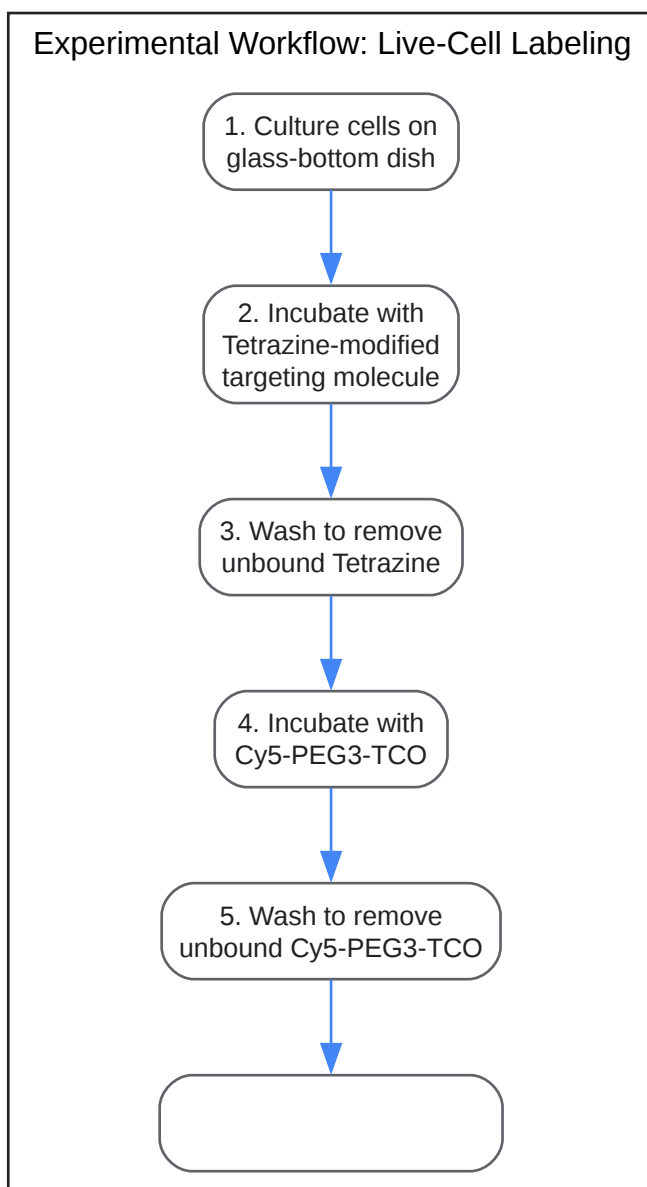 Experimental Workflow: Live-Cell Labeling
1. Culture cells on
glass-bottom dish
2. Incubate with
Tetrazine-modified
targeting molecule
3. Wash to remove
unbound Tetrazine
4. Incubate with
Cy5-PEG3-TCO
5. Wash to remove
unbound Cy5-PEG3-TCO